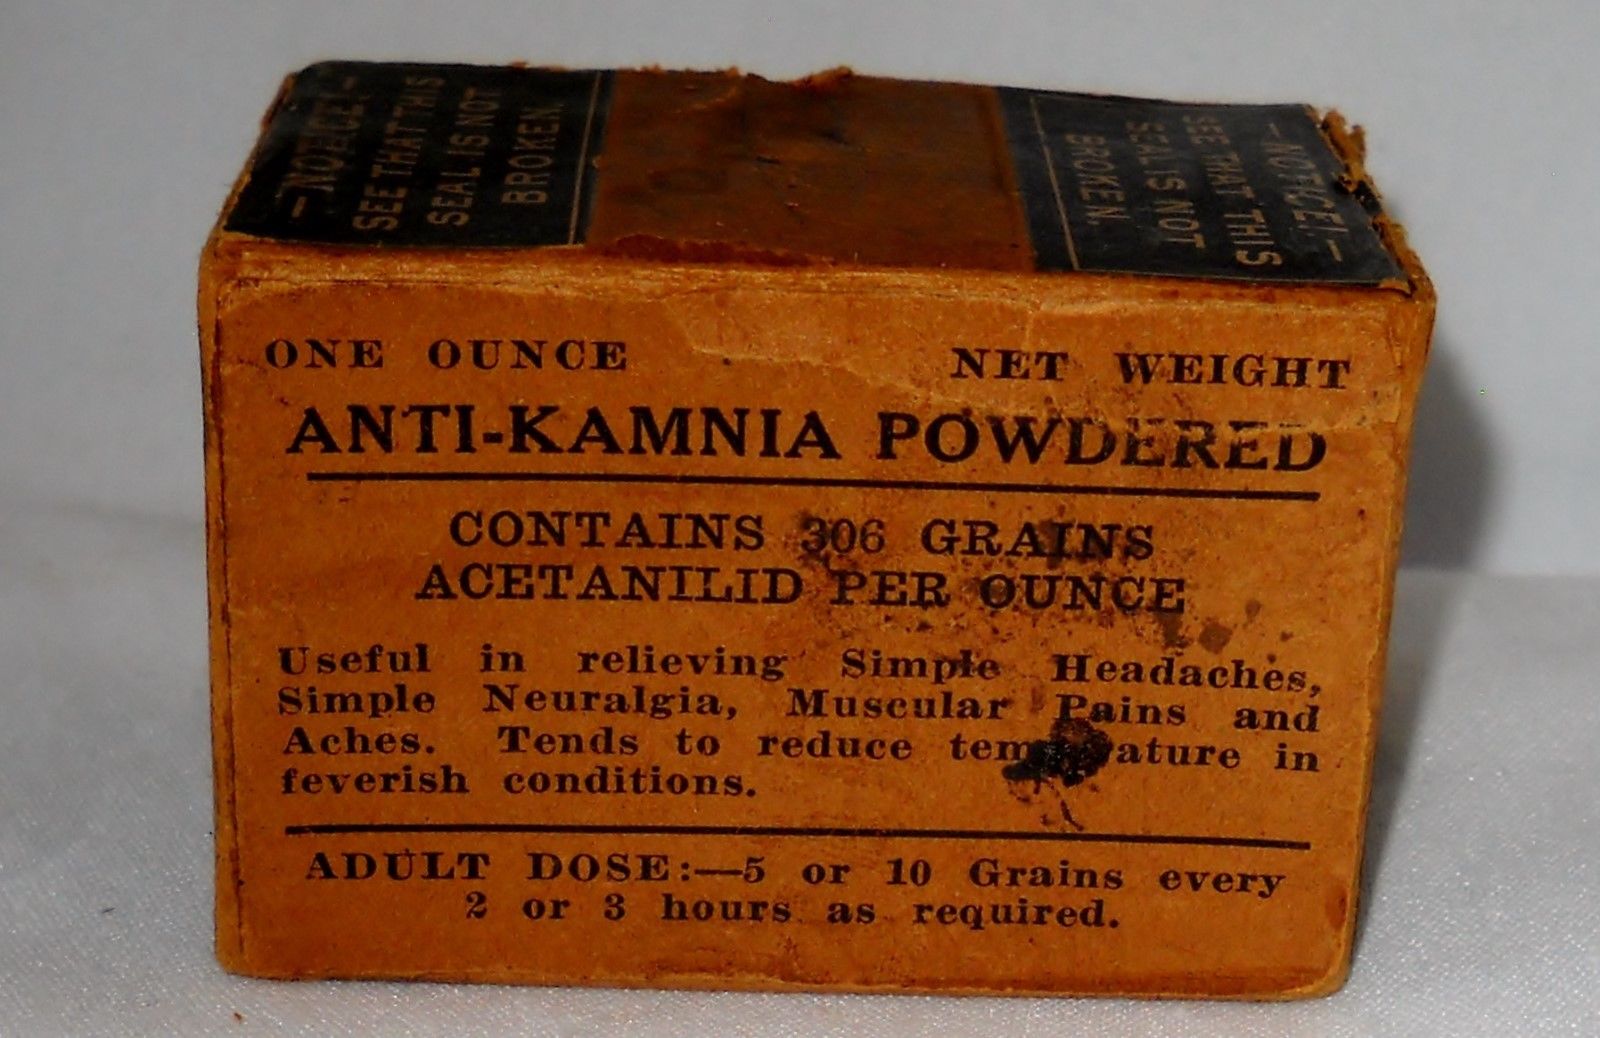 —NOTICE!—
SEE THAT THIS
SEAL IS NOT
BROKEN.
—NOTICE!—
SEE THAT THIS
SEAL IS NOT
BROKEN.
ONE OUNCE NET WEIGHT
ANTI-KAMNIA POWDERED
CONTAINS 306 GRAINS
ACETANILID PER OUNCE
Useful in relieving Simple Headaches,
Simple Neuralgia, Muscular Pains and
Aches. Tends to reduce temperature in
feverish conditions.
ADULT DOSE:—5 or 10 Grains every
2 or 3 hours as required.